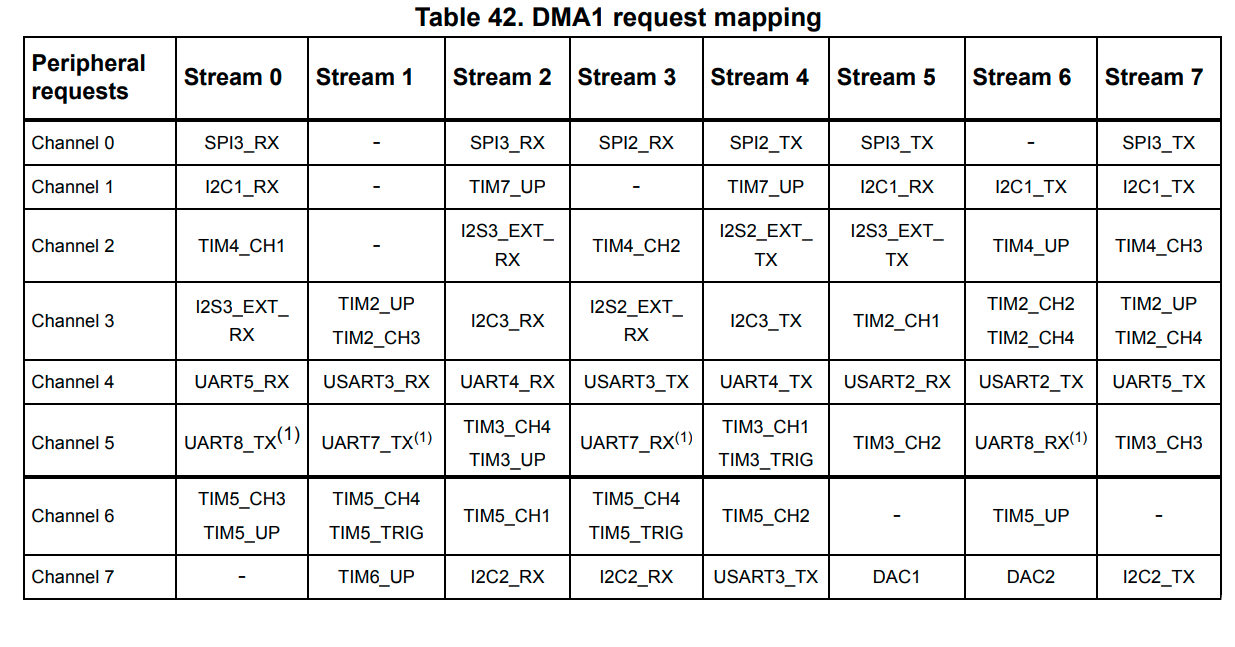 Table 42. DMA1 request mapping
Peripheral requests Stream 0 Stream 1 Stream 2 Stream 3 Stream 4 Stream 5 Stream 6 Stream 7
Channel 0 SPI3_RX - SPI3_RX SPI2_RX SPI2_TX SPI3_TX - SPI3_TX
Channel 1 I2C1_RX - TIM7_UP - TIM7_UP I2C1_RX I2C1_TX I2C1_TX
Channel 2 TIM4_CH1 - I2S3_EXT_RX TIM4_CH2 I2S2_EXT_TX I2S3_EXT_TX TIM4_UP TIM4_CH3
Channel 3 I2S3_EXT_RX TIM2_UP TIM2_CH3 I2C3_RX I2S2_EXT_RX I2C3_TX TIM2_CH1 TIM2_CH2 TIM2_CH4 TIM2_UP TIM2_CH4
Channel 4 UART5_RX USART3_RX UART4_RX USART3_TX UART4_TX USART2_RX USART2_TX UART5_TX
Channel 5 UART8_TX(1) UART7_TX(1) TIM3_CH4 TIM3_UP UART7_RX(1) TIM3_CH1 TIM3_TRIG TIM3_CH2 UART8_RX(1) TIM3_CH3
Channel 6 TIM5_CH3 TIM5_UP TIM5_CH4 TIM5_TRIG TIM5_CH1 TIM5_CH4 TIM5_TRIG TIM5_CH2 - TIM5_UP -
Channel 7 - TIM6_UP I2C2_RX I2C2_RX USART3_TX DAC1 DAC2 I2C2_TX